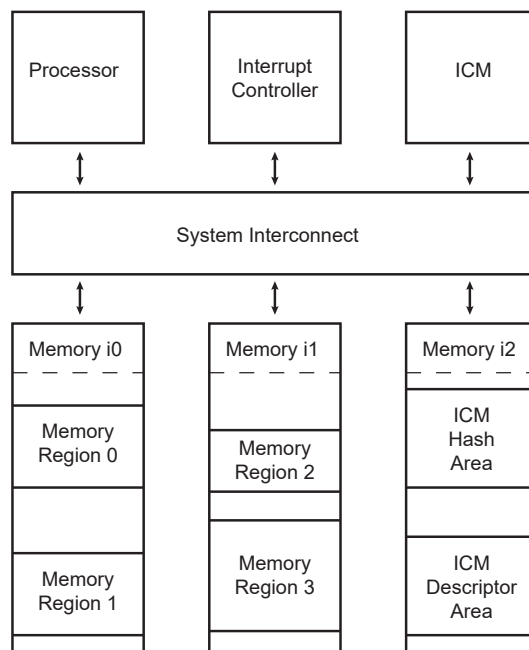 Processor
Interrupt
Controller
ICM
System Interconnect
Memory i0
Memory i1
Memory i2
Memory
Region 0
Memory
Region 2
ICM
Hash
Area
Memory
Region 1
Memory
Region 3
ICM
Descriptor
Area